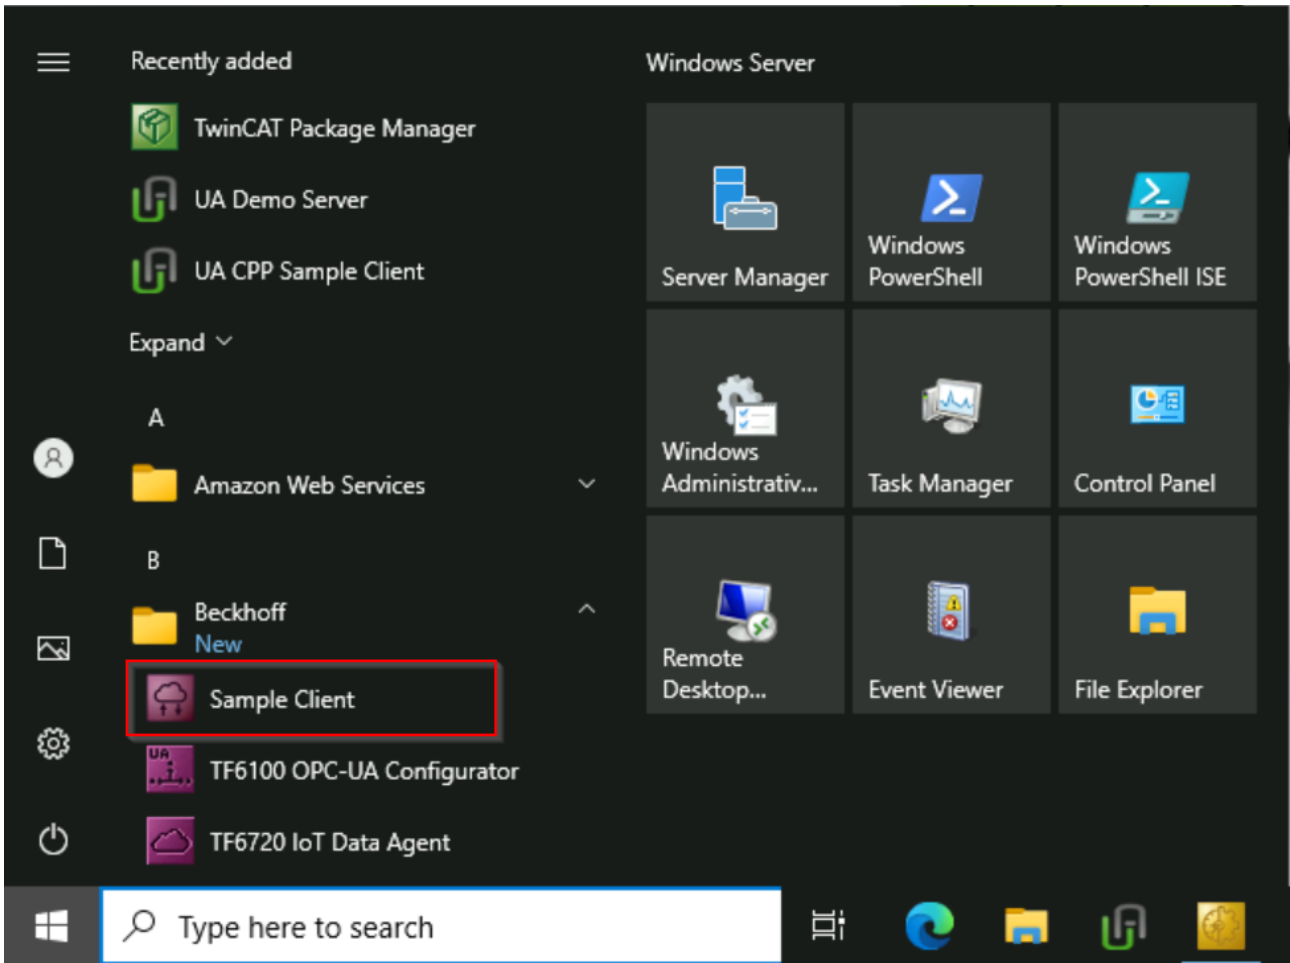 Recently added
TwinCAT Package Manager
UA Demo Server
UA CPP Sample Client
Expand
A
Amazon Web Services
B
Beckhoff
New
Sample Client
UA
TF6100 OPC-UA Configurator
TF6720 IoT Data Agent
Windows Server
Server Manager
Windows
PowerShell
Windows
PowerShell ISE
Windows
Administrativ...
Task Manager
Control Panel
Remote
Desktop...
Event Viewer
File Explorer
Type here to search